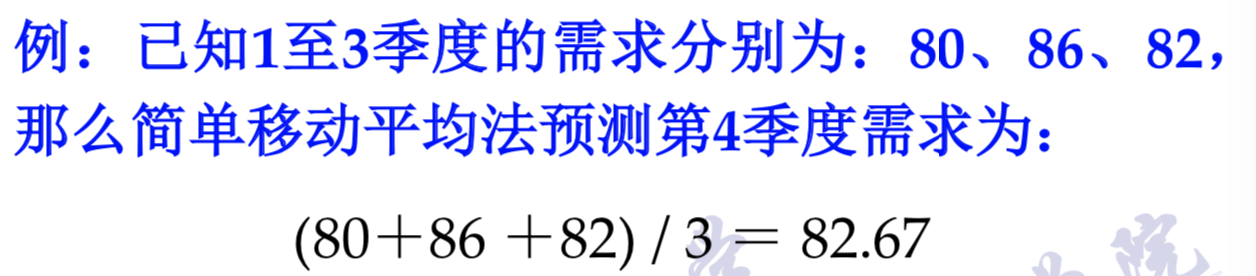 例：已知1至3季度的需求分别为：80、86、82，
那么简单移动平均法预测第4季度需求为：
(80+86 +82) / 3 = 82.67